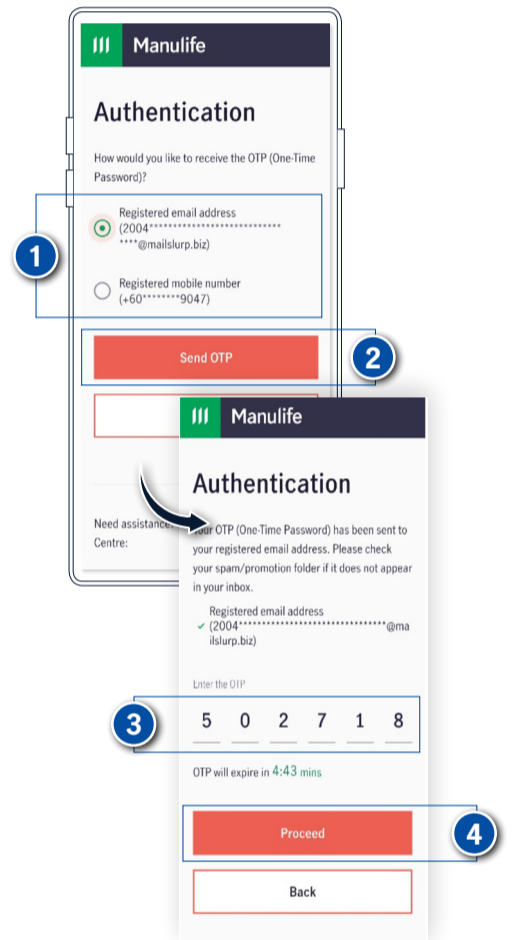 Manulife
Authentication
How would you like to receive the OTP (One-Time
Password)?
Registered email address
(2004****************************
****@mailslurp.biz)
1
Registered mobile number
(+60********9047)
Send OTP
2
Need assistance
Centre:
Manulife
Authentication
Your OTP (One-Time Password) has been sent to
your registered email address. Please check
your spam/promotion folder if it does not appear
in your inbox.
Registered email address
(2004********************************@ma
ilslurp.biz)
Enter the OTP
3
5 0 2 7 1 8
OTP will expire in 4:43 mins
Proceed
4
Back